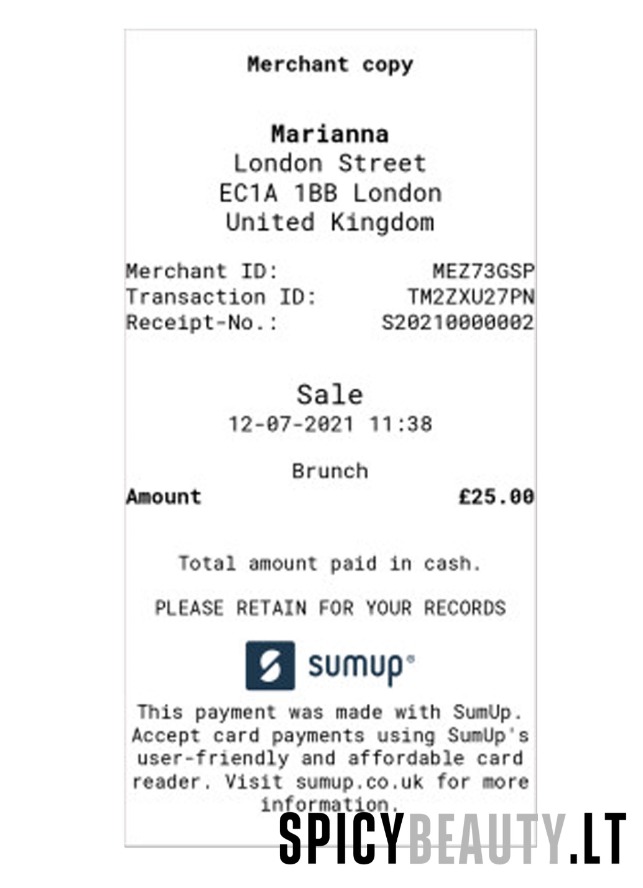 Merchant copy
Marianna
London Street
EC1A 1BB London
United Kingdom
Merchant ID: MEZ73GSP
Transaction ID: TM2ZXU27PN
Receipt-No.: S20210000002
Sale
12-07-2021 11:38
Brunch
Amount £25.00
Total amount paid in cash.
PLEASE RETAIN FOR YOUR RECORDS
sumup®
This payment was made with SumUp.
Accept card payments using SumUp's
user-friendly and affordable card
reader. Visit sumup.co.uk for more
information.
SPICYBEAUTY.LT